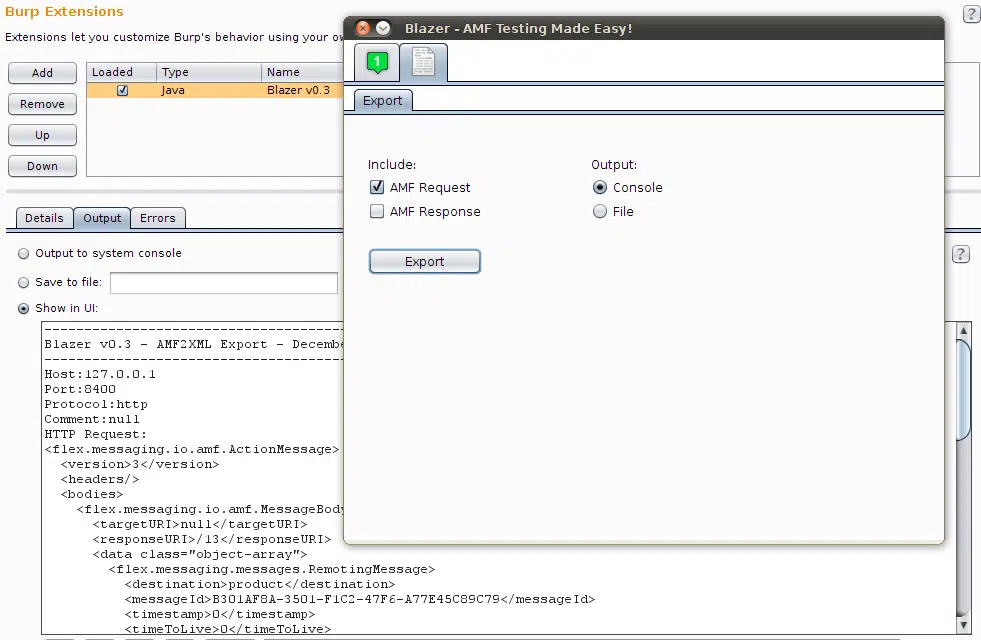 Burp Extensions
?
Extensions let you customize Burp's behavior using your
Add
Remove
Up
Down
Loaded Type Name
Java Blazer v0.3
Details Output Errors
Output to system console
Save to file:
Show in UI:
?
--------------------------------------
Blazer v0.3 - AMF2XML Export -
--------------------------------------
Host:127.0.0.1
Port:8400
Protocol:http
Comment:null
HTTP Request:
<flex.messaging.io.amf.ActionMessage>
<version>3</version>
<headers/>
<bodies>
<flex.messaging.io.amf.MessageBody
<targetURI>null</targetURI>
<responseURI>/13</responseURI>
<data class="object-array">
<flex.messaging.messages.RemotingMessage>
<destination>product</destination>
<messageId>B301AF8A-3501-F1C2-47F6-A77E45C89C79</messageId>
<timestamp>0</timestamp>
<timeToLive>0</timeToLive>
Blazer - AMF Testing Made Easy!
1
Export
Include:
AMF Request
AMF Response
Output:
Console
File
Export